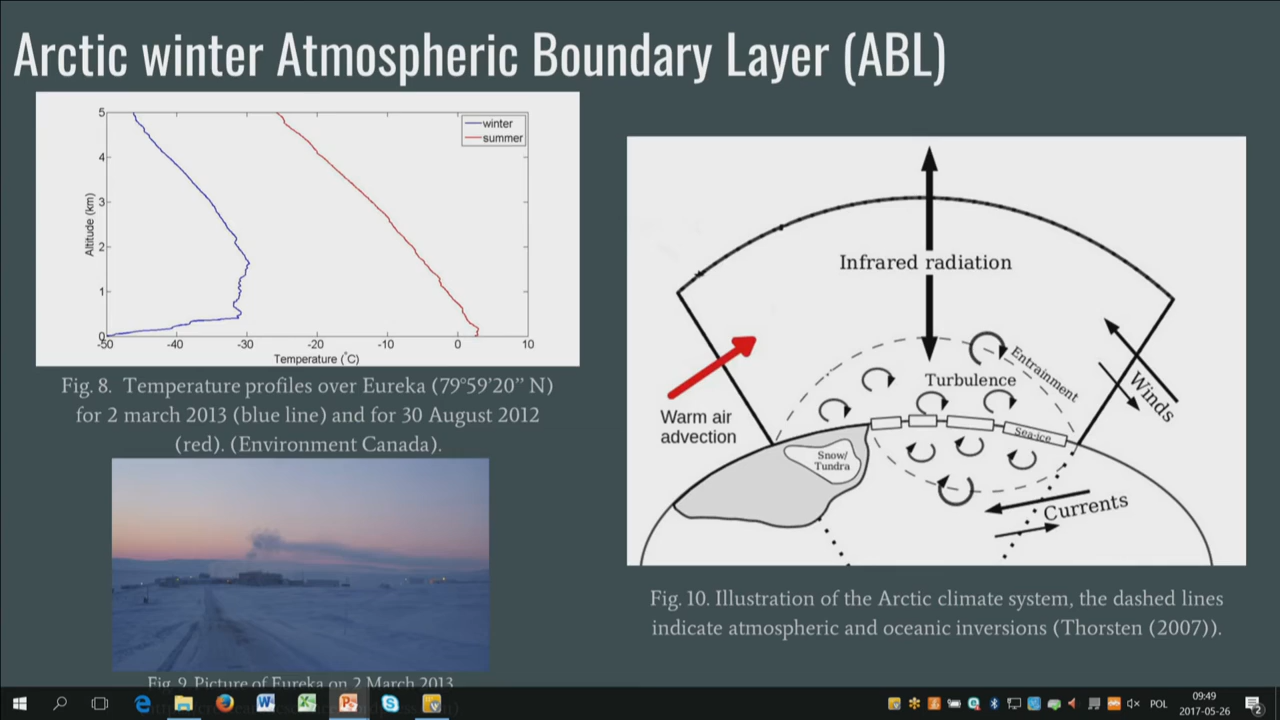 Arctic winter Atmospheric Boundary Layer (ABL)
5
4
3
2
1
0
Altitude (km)
winter
summer
-50
-40
-30
-20
-10
0
10
Temperature (°C)
Fig. 8. Temperature profiles over Eureka (79°59'20" N)
for 2 march 2013 (blue line) and for 30 August 2012
(red). (Environment Canada).
Fig. 9. Picture of Eureka on 2 March 2013
Infrared radiation
Entrainment
Turbulence
Winds
Warm air
advection
Sea-ice
Snow/
Tundra
Currents
Fig. 10. Illustration of the Arctic climate system, the dashed lines
indicate atmospheric and oceanic inversions (Thorsten (2007)).
POL
09:49
2017-05-26
2